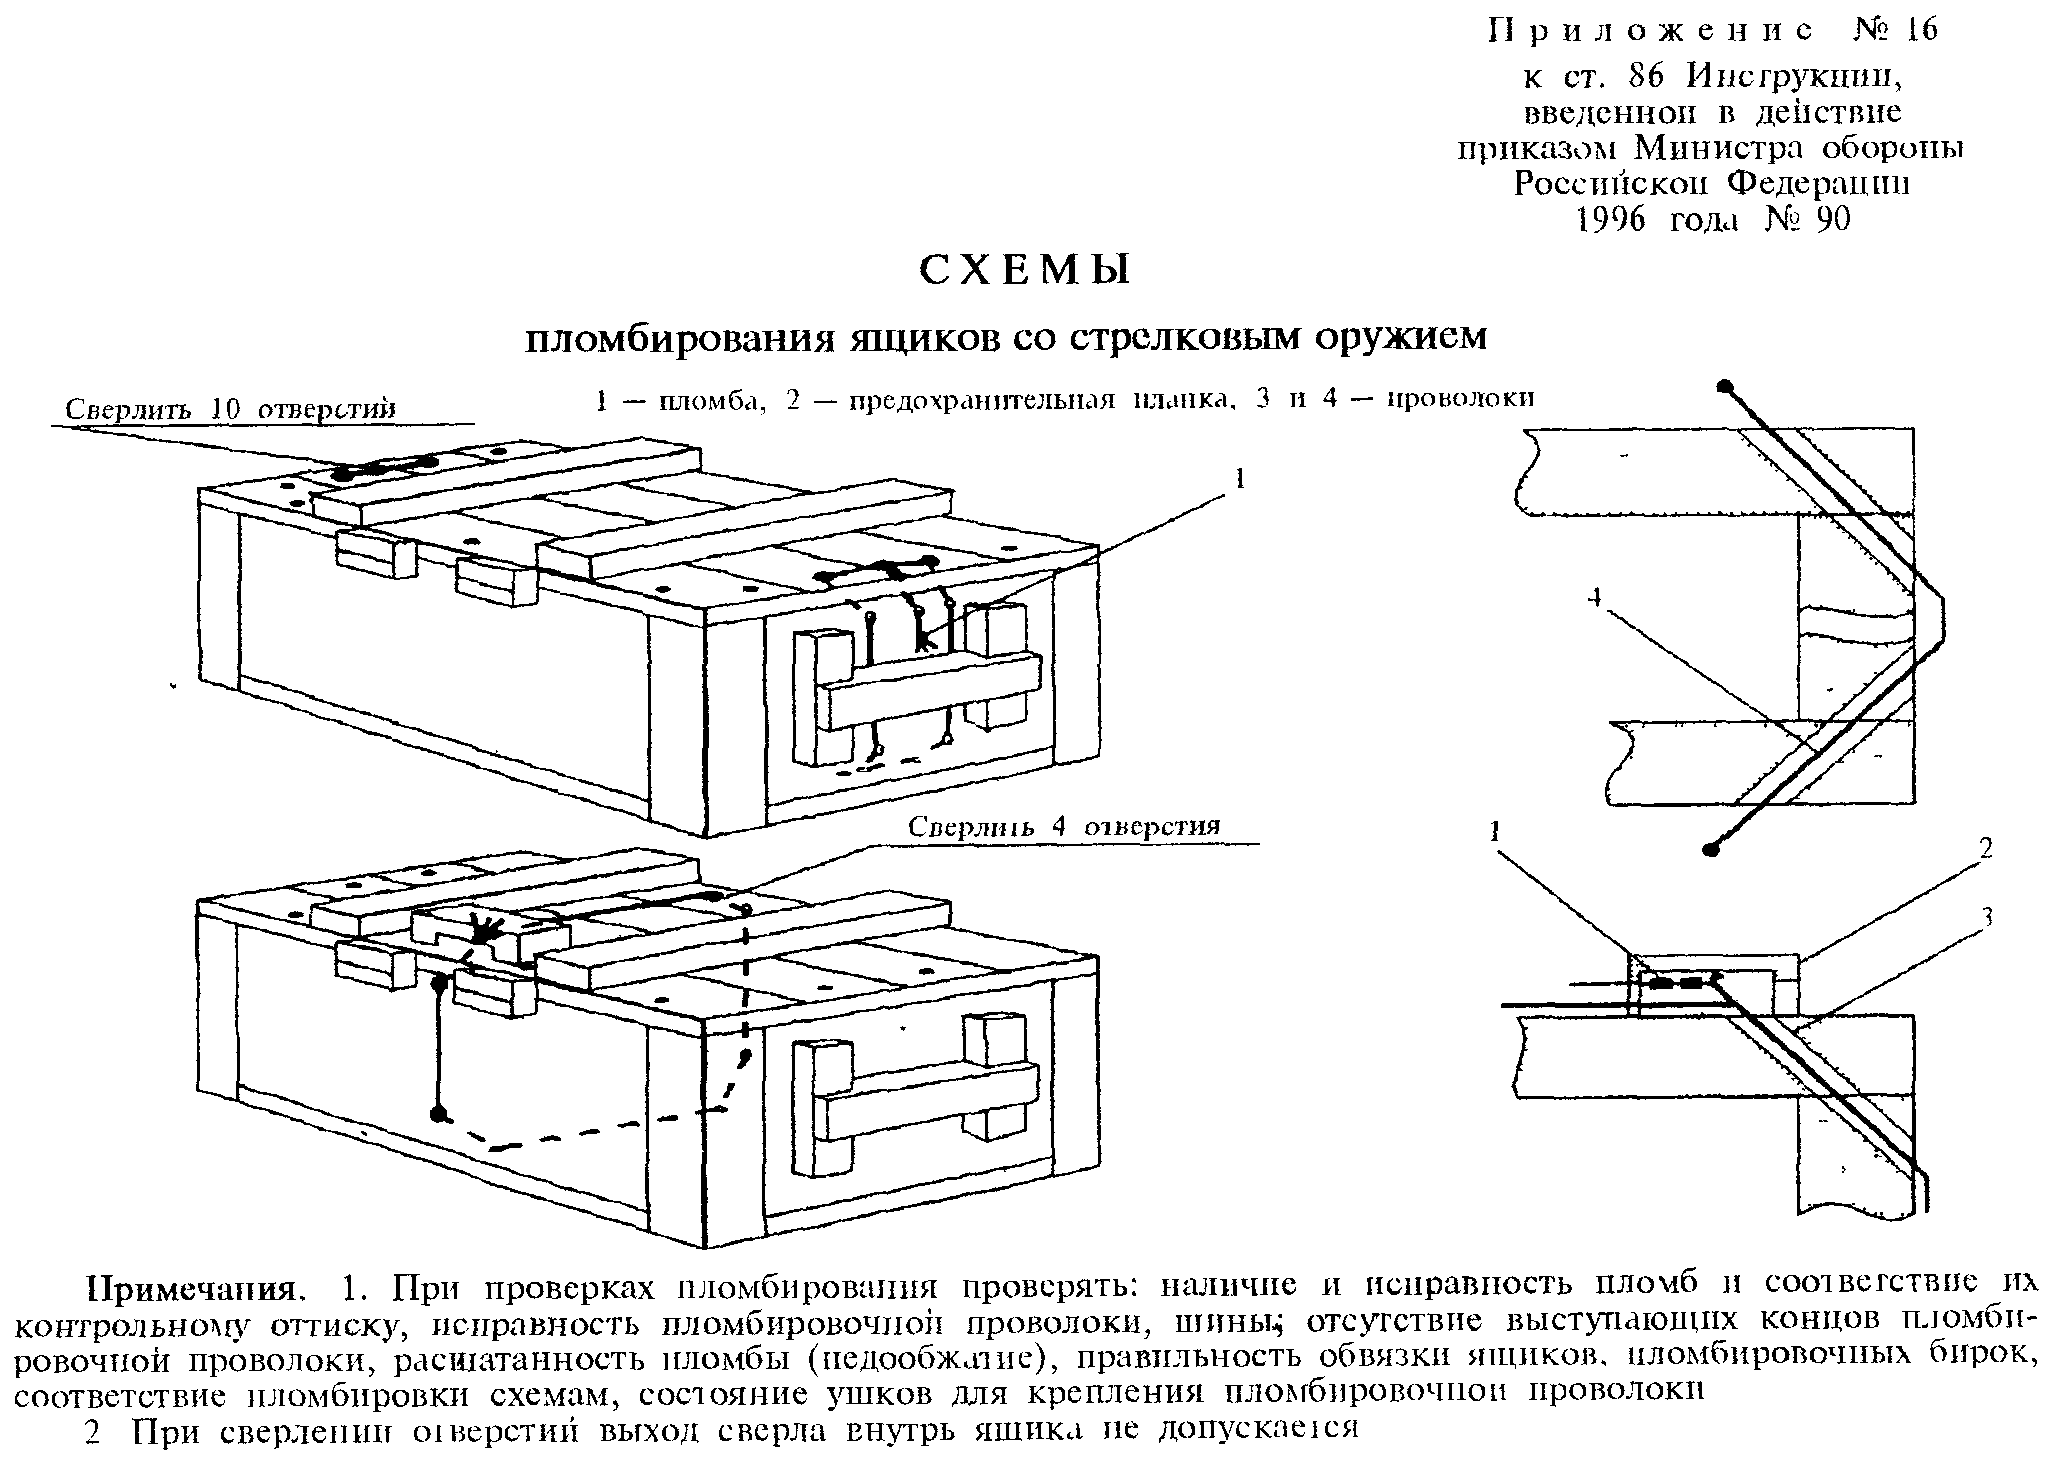 Приложение № 16
к ст. 86 Инструкции,
введенной в действие
приказом Министра обороны
Российской Федерации
1996 года № 90
СХЕМЫ
пломбирования ящиков со стрелковым оружием
1 — пломба, 2 — предохранительная планка, 3 и 4 — проволоки
Сверлить 10 отверстий
1
4
Сверлить 4 отверстия
1
2
3
Примечания. 1. При проверках пломбирования проверять: наличие и исправность пломб и соответствие их
контрольному оттиску, исправность пломбировочной проволоки, шины; отсутствие выступающих концов пломби-
ровочной проволоки, расшатанность пломбы (недообжатие), правильность обвязки ящиков, пломбировочных бирок,
соответствие пломбировки схемам, состояние ушков для крепления пломбировочной проволоки
2 При сверлении отверстий выход сверла внутрь ящика не допускается